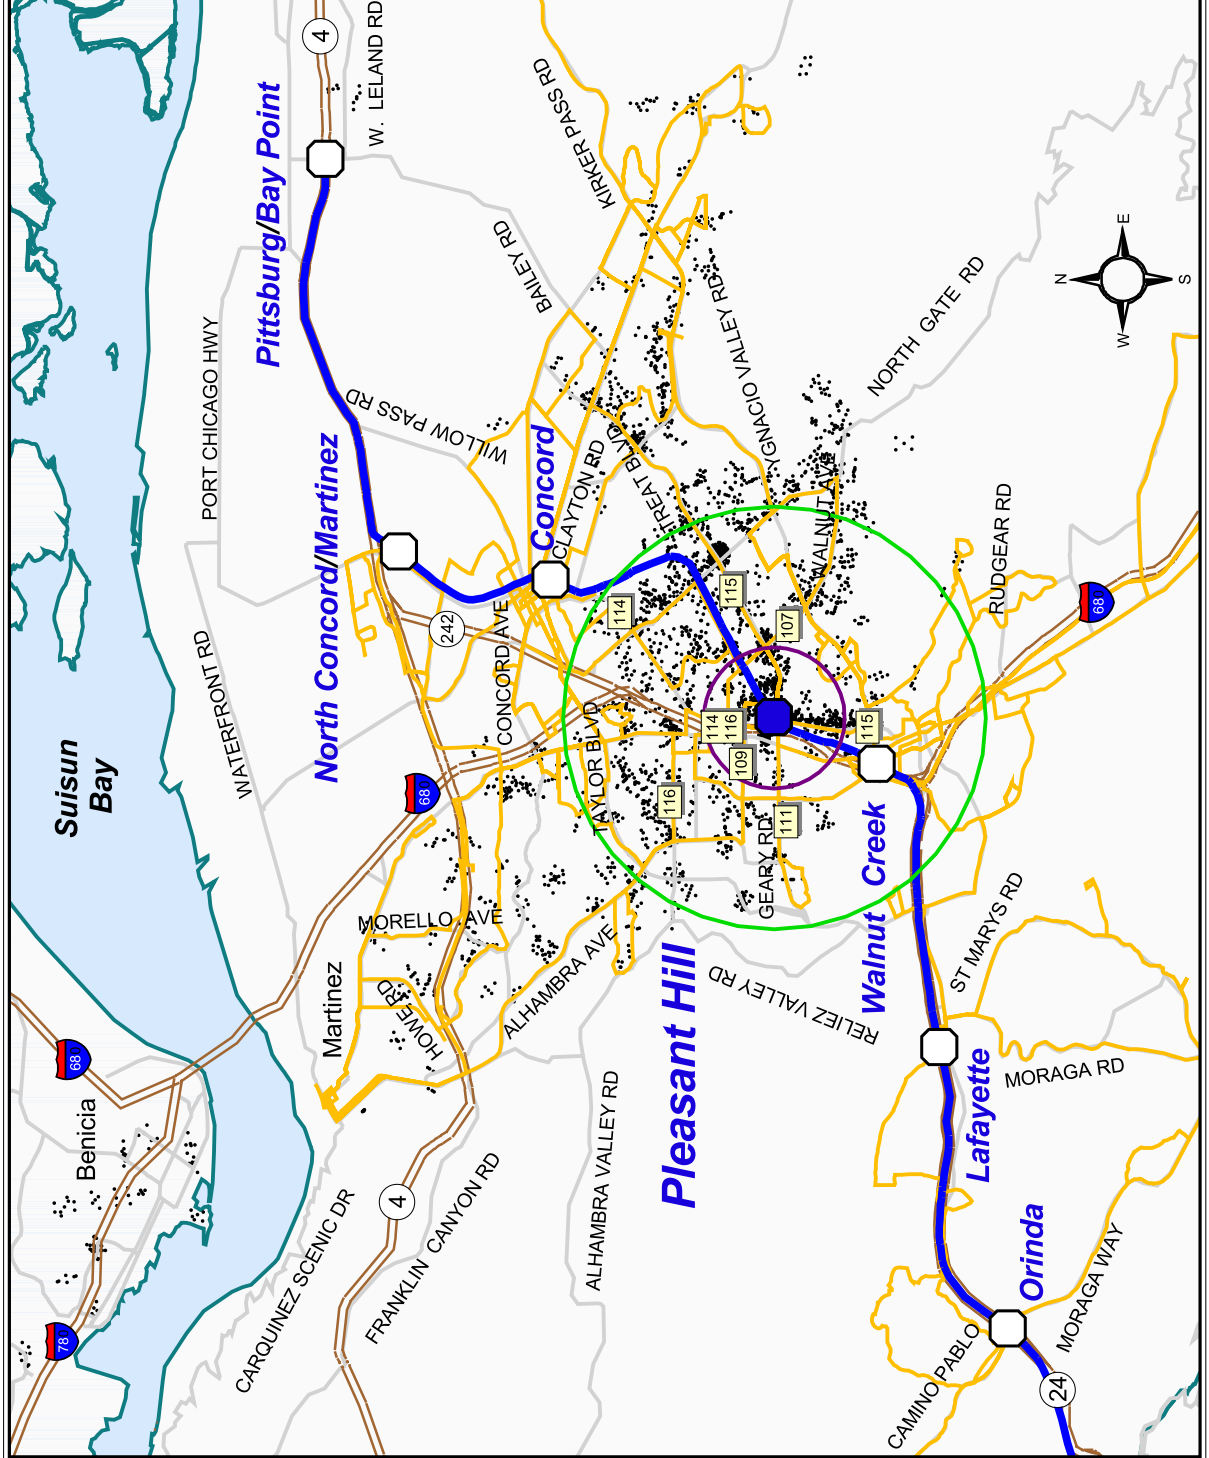 4
W. LELAND RD
Pittsburg/Bay Point
KIRKER PASS RD
BAILEY RD
PORT CHICAGO HWY
WILLOW PASS RD
YGNACIO VALLEY RD
NORTH GATE RD
N
E
S
W
North Concord/Martinez
Concord
CLAYTON RD
TREAT BLVD
WALNUT AVE
RUDGEAR RD
680
242
CONCORD AVE
WATERFRONT RD
114
115
107
114
116
109
115
116
111
TAYLOR BLVD
GEARY RD
Suisun
Bay
680
Walnut Creek
MORELLO AVE
Martinez
HOWE RD
ALHAMBRA AVE
Pleasant Hill
RELIEZ VALLEY RD
ST MARYS RD
680
Benicia
MORAGA RD
Lafayette
ALHAMBRA VALLEY RD
4
FRANKLIN CANYON RD
CARQUINEZ SCENIC DR
780
Orinda
MORAGA WAY
CAMINO PABLO
24